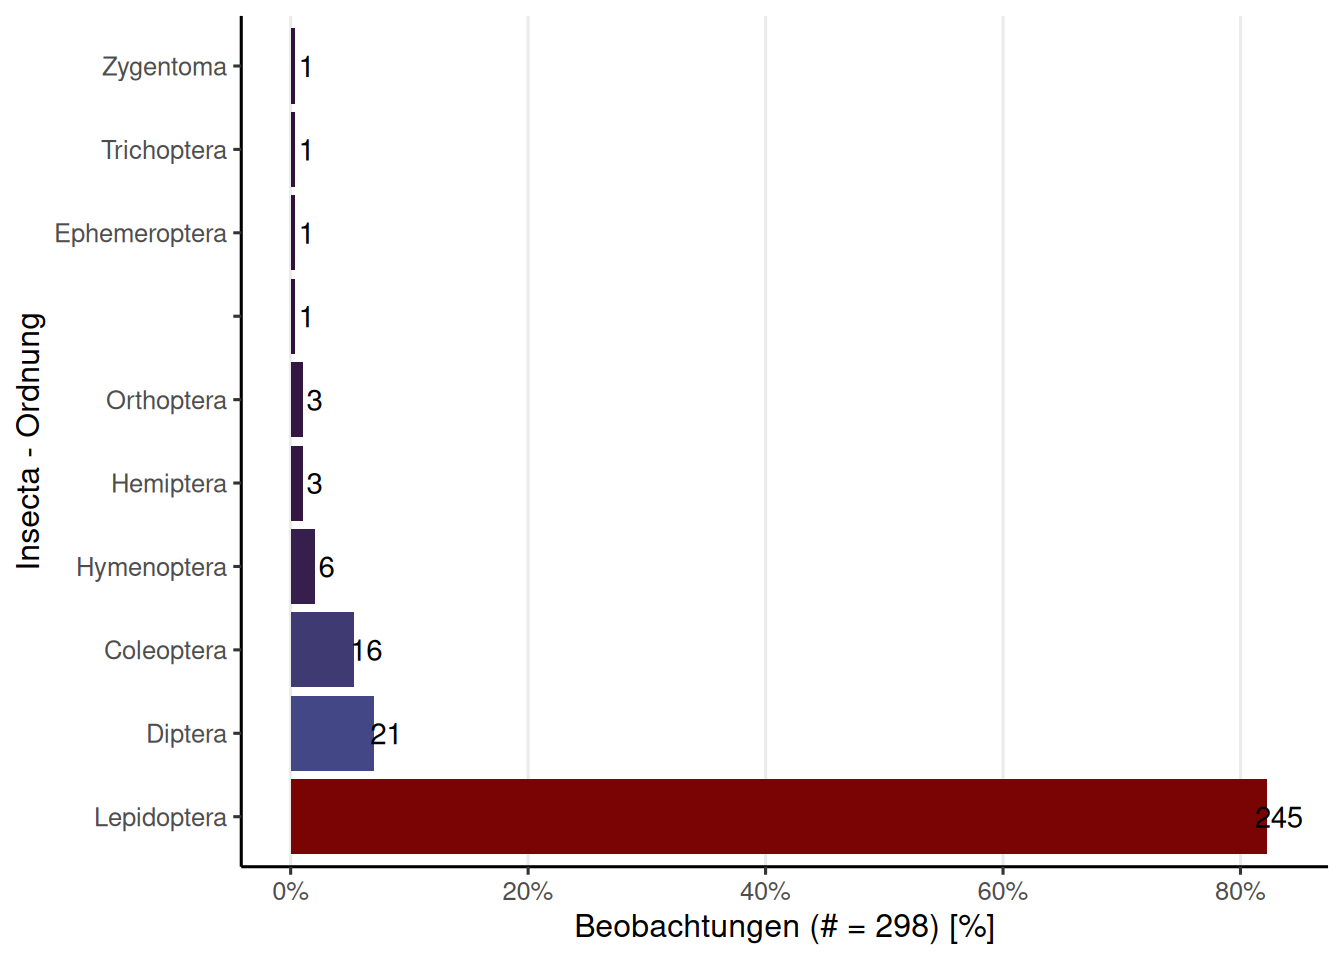 Zygentoma 1
Trichoptera 1
Ephemeroptera 1
1
Orthoptera 3
Hemiptera 3
Hymenoptera 6
Coleoptera 16
Diptera 21
Lepidoptera 245
Insecta - Ordnung
0% 20% 40% 60% 80%
Beobachtungen (# = 298) [%]